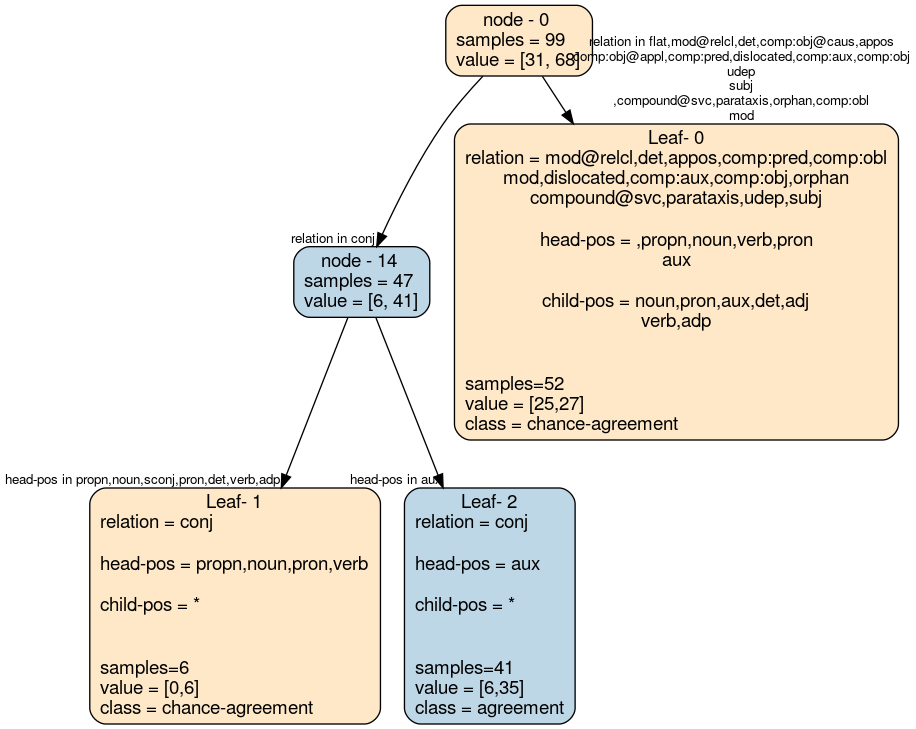 node - 0
samples = 99
value = [31, 68]
relation in flat,mod@relcl,det,comp:obj@caus,appos
comp:obj@appl,comp:pred,dislocated,comp:aux,comp:obj
udep
subj
,compound@svc,parataxis,orphan,comp:obl
mod
Leaf- 0
relation = mod@relcl,det,appos,comp:pred,comp:obl
mod,dislocated,comp:aux,comp:obj,orphan
compound@svc,parataxis,udep,subj
head-pos = ,propn,noun,verb,pron
aux
child-pos = noun,pron,aux,det,adj
verb,adp
samples=52
value = [25,27]
class = chance-agreement
relation in conj
node - 14
samples = 47
value = [6, 41]
head-pos in propn,noun,sconj,pron,det,verb,adp
head-pos in aux
Leaf- 1
relation = conj
head-pos = propn,noun,pron,verb
child-pos = *
samples=6
value = [0,6]
class = chance-agreement
Leaf- 2
relation = conj
head-pos = aux
child-pos = *
samples=41
value = [6,35]
class = agreement